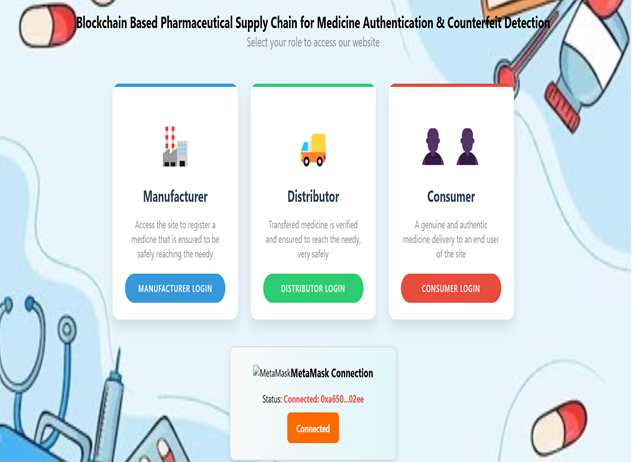 Blockchain Based Pharmaceutical Supply Chain for Medicine Authentication & Counterfeit Detection
Select your role to access our website
Manufacturer
Access the site to register a
medicne that is ensured to be
safely reaching the needy
MANUFACTURER LOGIN
Distributor
Transfered medicine is verified
and ensured to reach the needy,
very safely
DISTRIBUTOR LOGIN
Consumer
A genuine and authentic
medicine delivery to an end user
of the site
CONSUMER LOGIN
MetaMaskMetaMask Connection
Status: Connected: 0xa650...02ee
Connected